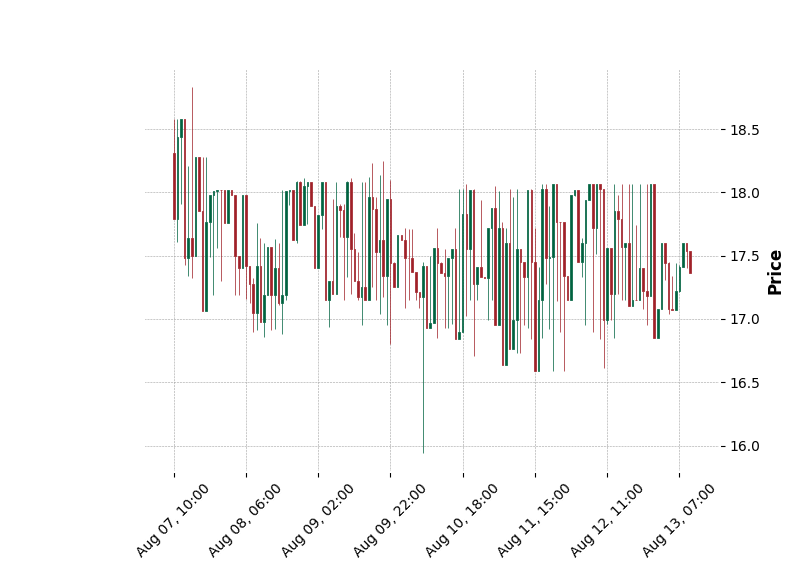 18.5
18.0
17.5
17.0
16.5
16.0
Price
Aug 07, 10:00
Aug 08, 06:00
Aug 09, 02:00
Aug 09, 22:00
Aug 10, 18:00
Aug 11, 15:00
Aug 12, 11:00
Aug 13, 07:00